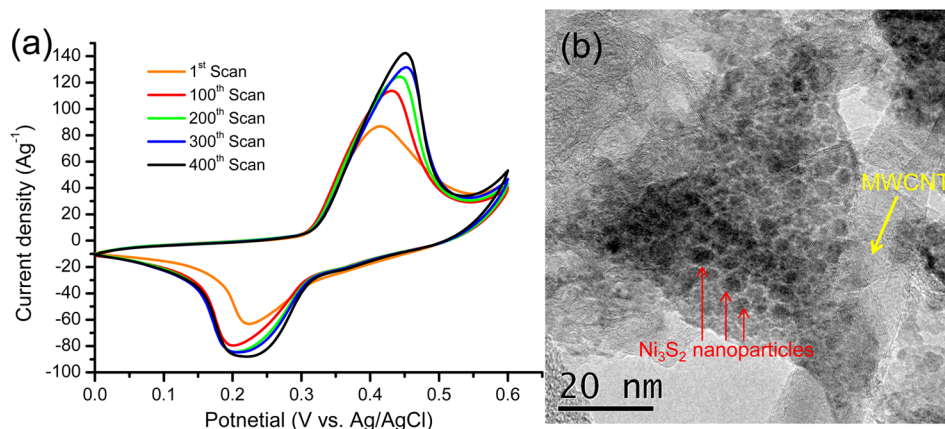 (a)
140
120
100
80
60
40
20
0
-20
-40
-60
-80
-100
Current density (Ag⁻¹)
1ˢᵗ Scan
100ᵗʰ Scan
200ᵗʰ Scan
300ᵗʰ Scan
400ᵗʰ Scan
0.0 0.1 0.2 0.3 0.4 0.5 0.6
Potnetial (V vs. Ag/AgCl)
(b)
MWCNT
Ni₃S₂ nanoparticles
20 nm